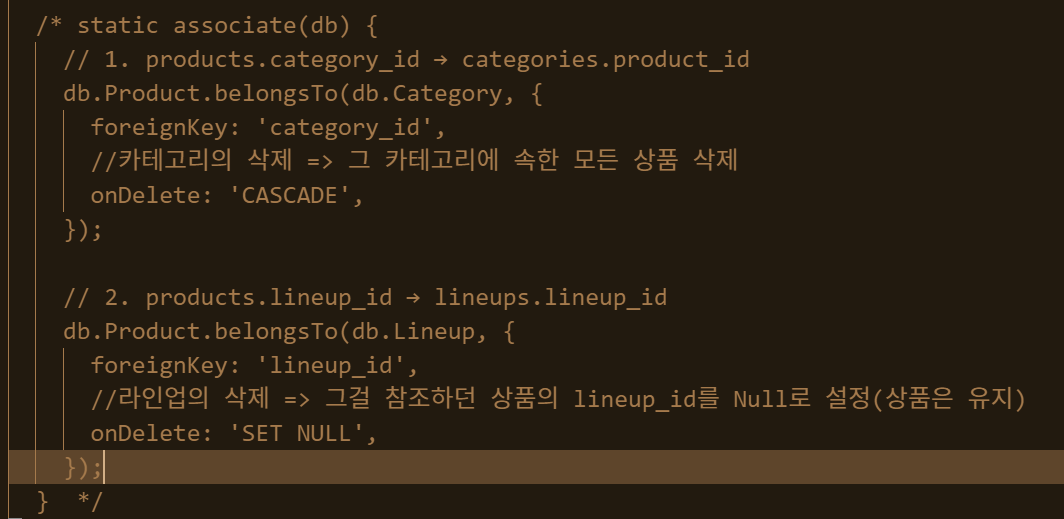 /* static associate(db) {
// 1. products.category_id → categories.product_id
db.Product.belongsTo(db.Category, {
foreignKey: 'category_id',
//카테고리의 삭제 => 그 카테고리에 속한 모든 상품 삭제
onDelete: 'CASCADE',
});
// 2. products.lineup_id → lineups.lineup_id
db.Product.belongsTo(db.Lineup, {
foreignKey: 'lineup_id',
//라인업의 삭제 => 그걸 참조하던 상품의 lineup_id를 Null로 설정(상품은 유지)
onDelete: 'SET NULL',
});
} */